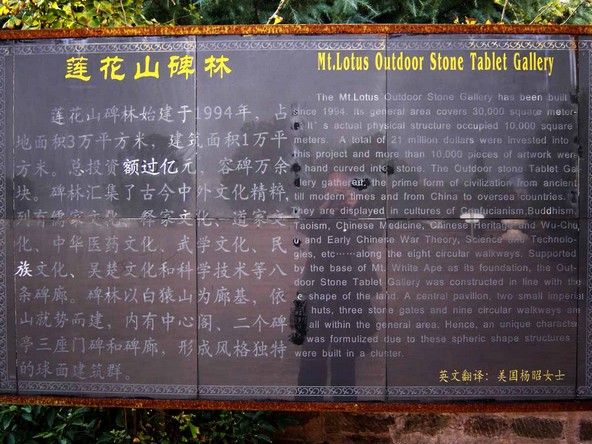 莲花山碑林
莲花山碑林始建于1994年，占
地面积3万平方米，建筑面积1万平
方米。总投资额过亿元 容碑万余
块。碑林汇集了古今中外文化精粹，
列有儒家文化、释家文化、道家文
化、中华医药文化、武学文化、民
族文化、吴楚文化和科学技术等八
条碑廊。碑林以白猿山为廊基，依
山就势而建，内有中心阁、二个碑
亭三座门碑和碑廊，形成风格独特
的球面建筑群。
Mt.Lotus Outdoor Stone Tablet Gallery
The Mt.Lotus Outdoor Stone Gallery has been built
since 1994. Its general area covers 30,000 square meter-
s. It's actual physical structure occupied 10,000 square
meters. A total of 21 million dollars were invested into
this project and more than 10,000 pieces of artwork were
hand carved into stone. The Outdoor stone Tablet Gal-
lery gathered the prime form of civilization from ancient
till modern times and from China to oversea countries.
They are displayed in cultures of Confucianism,Buddhism,
Taoism, Chinese Medicine, Chinese Heritage and Wu-Chu,
and Early Chinese War Theory, Science and Technolo-
gies, etc……along the eight circular walkways. Supported
by the base of Mt. White Ape as its foundation, the Out-
door Stone Tablet Gallery was constructed in line with the
shape of the land. A central pavilion, two small imperial
huts, three stone gates and nine circular walkways are
all within the general area. Hence, an unique character
was formulized due to these spheric shape structures
were built in a cluster.
英文翻译：美国杨昭女士